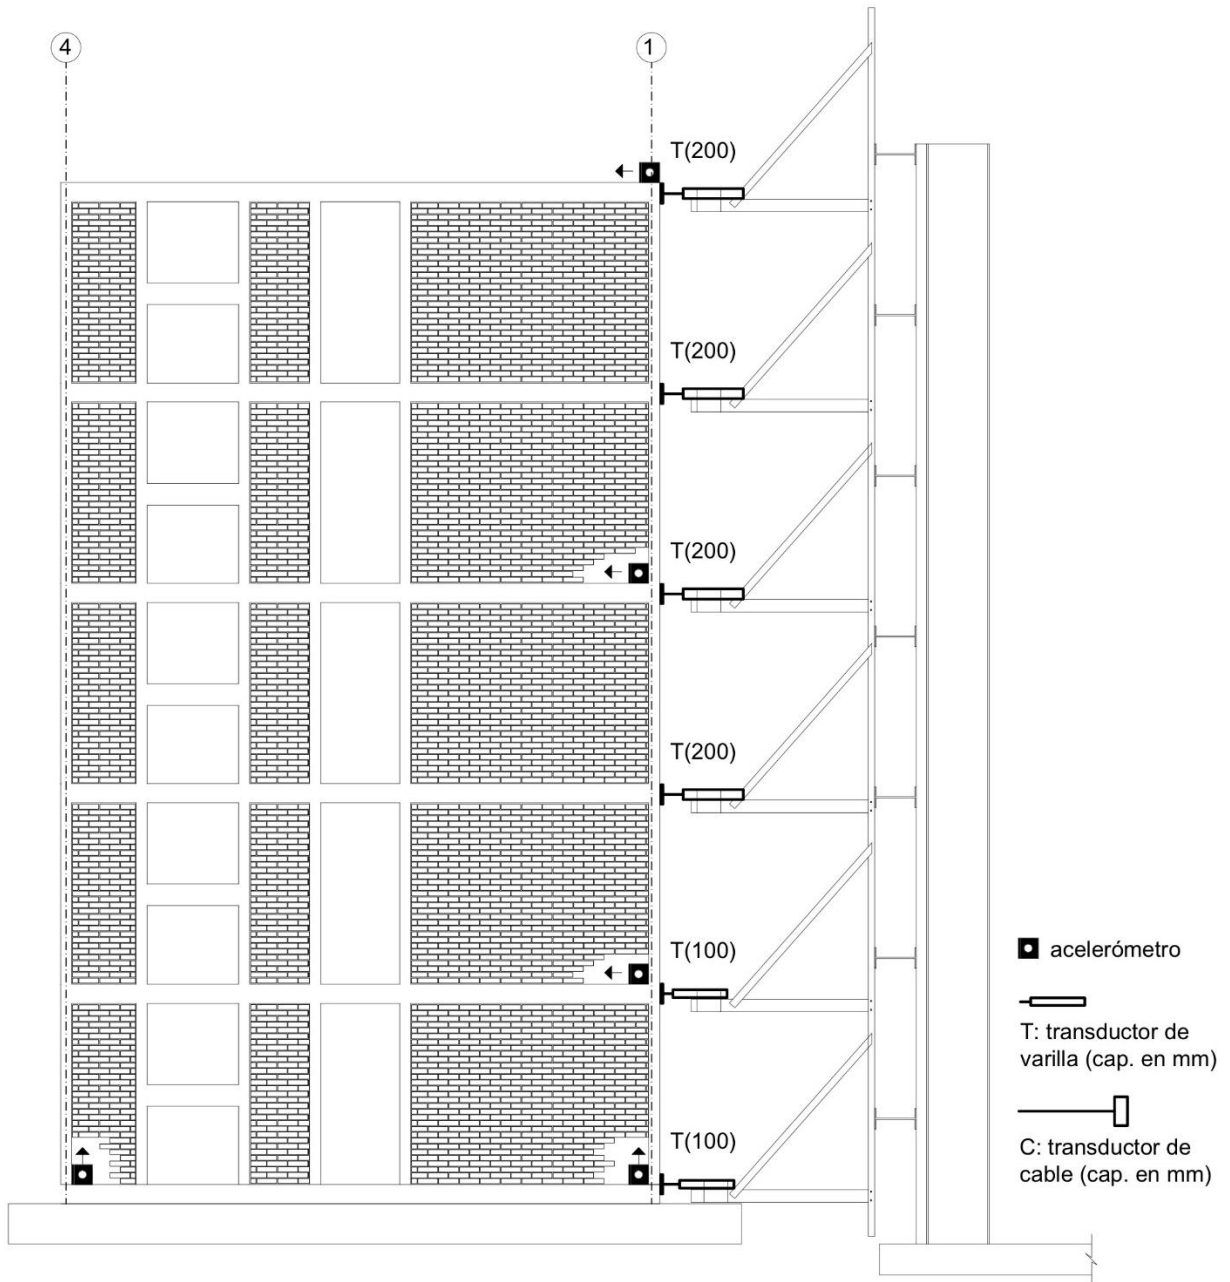 4
1
T(200)
T(200)
T(200)
T(200)
T(100)
T(100)
acelerómetro
T: transductor de
varilla (cap. en mm)
C: transductor de
cable (cap. en mm)